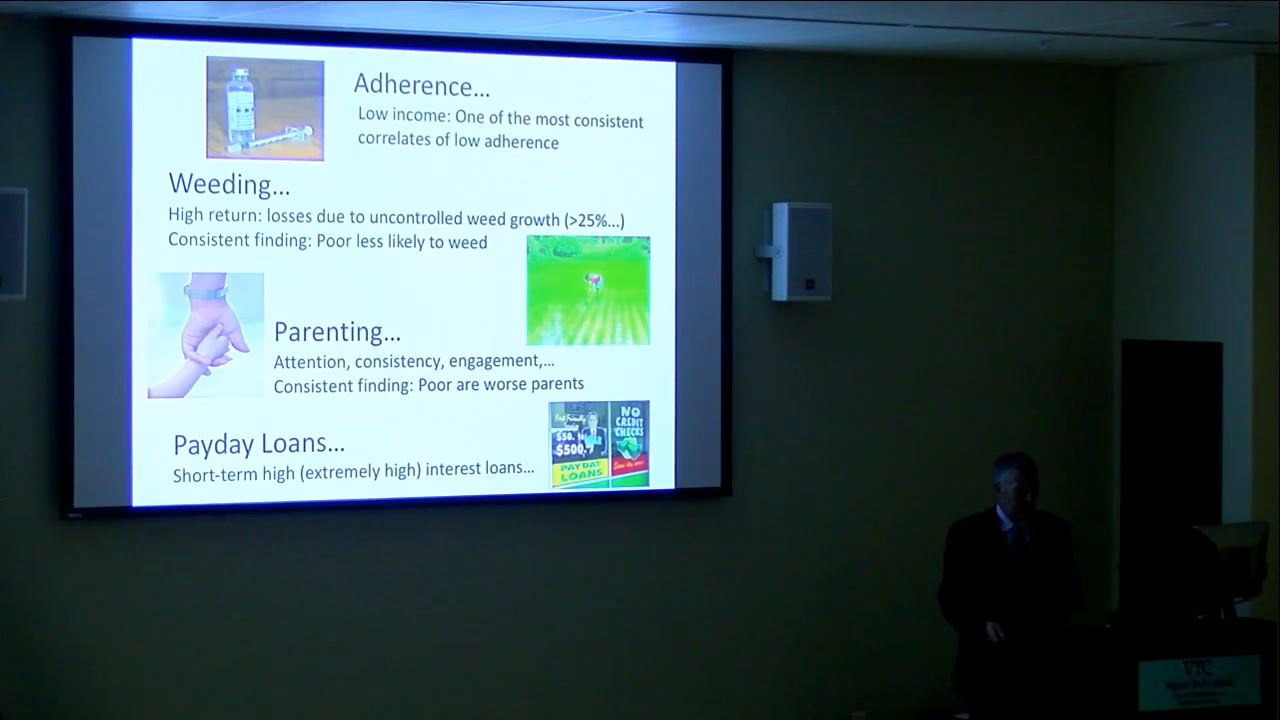 Adherence...
Low income: One of the most consistent
correlates of low adherence
Weeding...
High return: losses due to uncontrolled weed growth (>25%...)
Consistent finding: Poor less likely to weed
Parenting...
Attention, consistency, engagement,...
Consistent finding: Poor are worse parents
Payday Loans...
Short-term high (extremely high) interest loans...
$50. to
$500.
PAYDAY
LOANS
NO
CREDIT
CHECKS
VTC